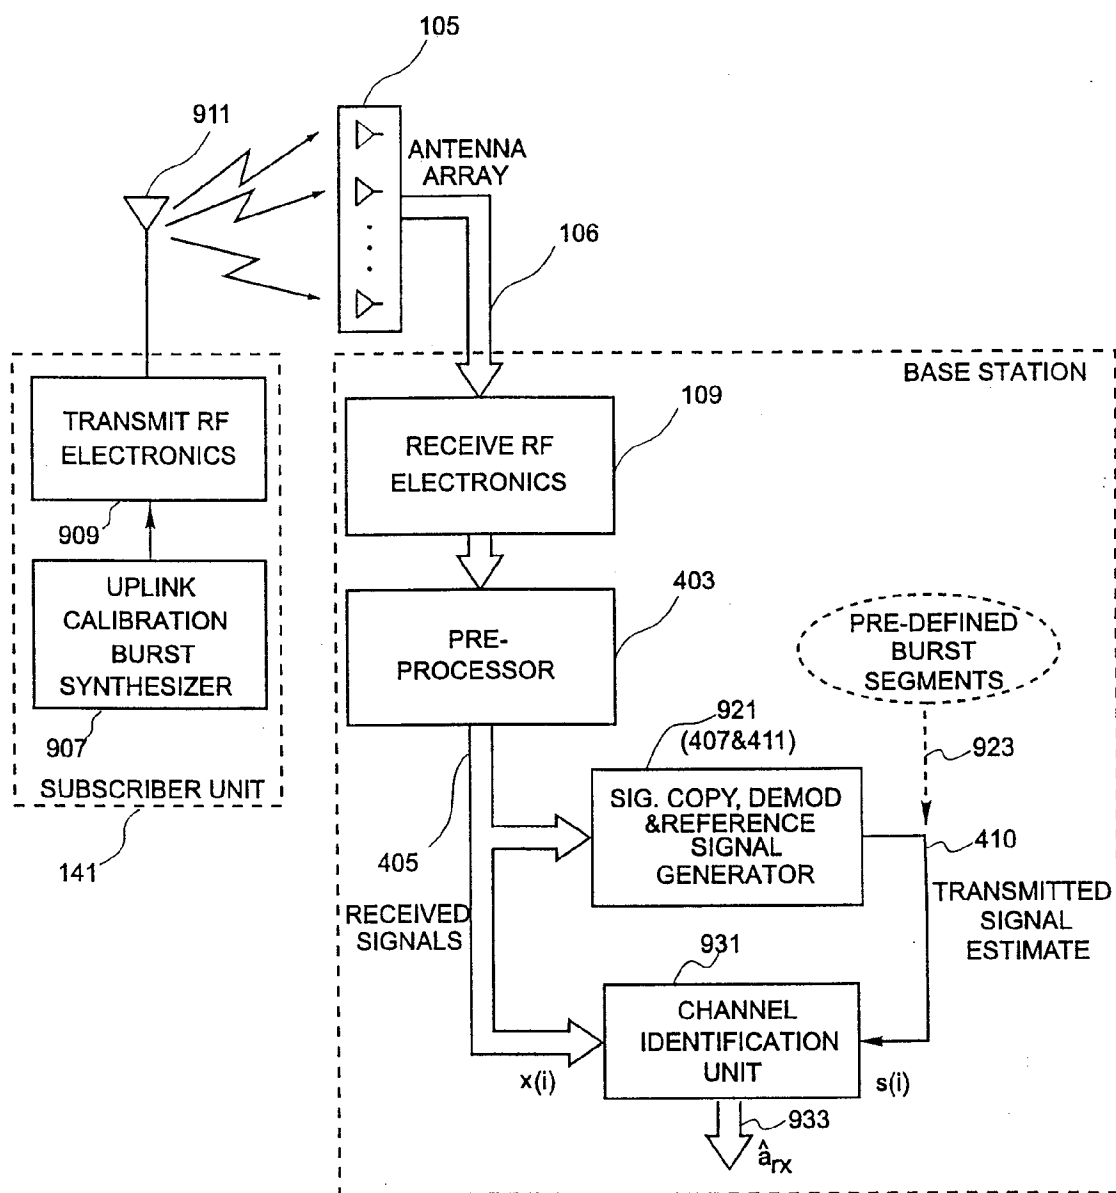 105
911
ANTENNA
ARRAY
106
BASE STATION
TRANSMIT RF
ELECTRONICS
109
RECEIVE RF
ELECTRONICS
909
UPLINK
CALIBRATION
BURST
SYNTHESIZER
403
PRE-
PROCESSOR
PRE-DEFINED
BURST
SEGMENTS
907
921
(407&411)
923
SUBSCRIBER UNIT
SIG. COPY, DEMOD
&REFERENCE
SIGNAL
GENERATOR
141
405
410
RECEIVED
SIGNALS
TRANSMITTED
SIGNAL
ESTIMATE
931
CHANNEL
IDENTIFICATION
UNIT
x(i)
s(i)
933
ârx